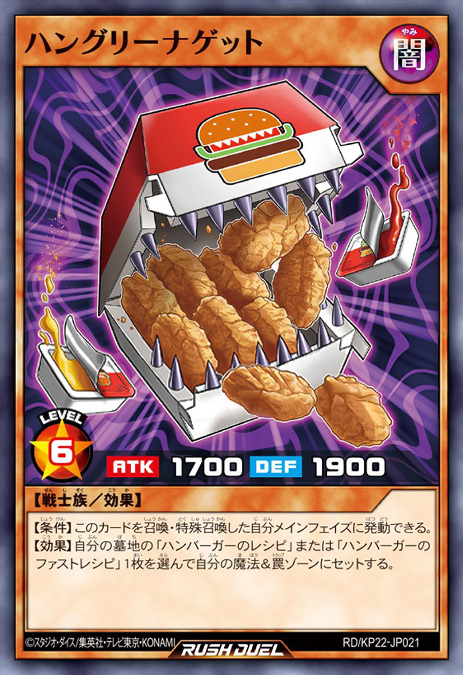 ハングリーナゲット
やみ
闇
LEVEL
6
ATK 1700 DEF 1900
【戦士族/効果】
【条件】このカードを召喚・特殊召喚した自分メインフェイズに発動できる。
【効果】自分の墓地の「ハンバーガーのレシピ」または「ハンバーガーの
ファストレシピ」1枚を選んで自分の魔法&罠ゾーンにセットする。
©スタジオ・ダイス/集英社・テレビ東京・KONAMI
RUSH DUEL
RD/KP22-JP021